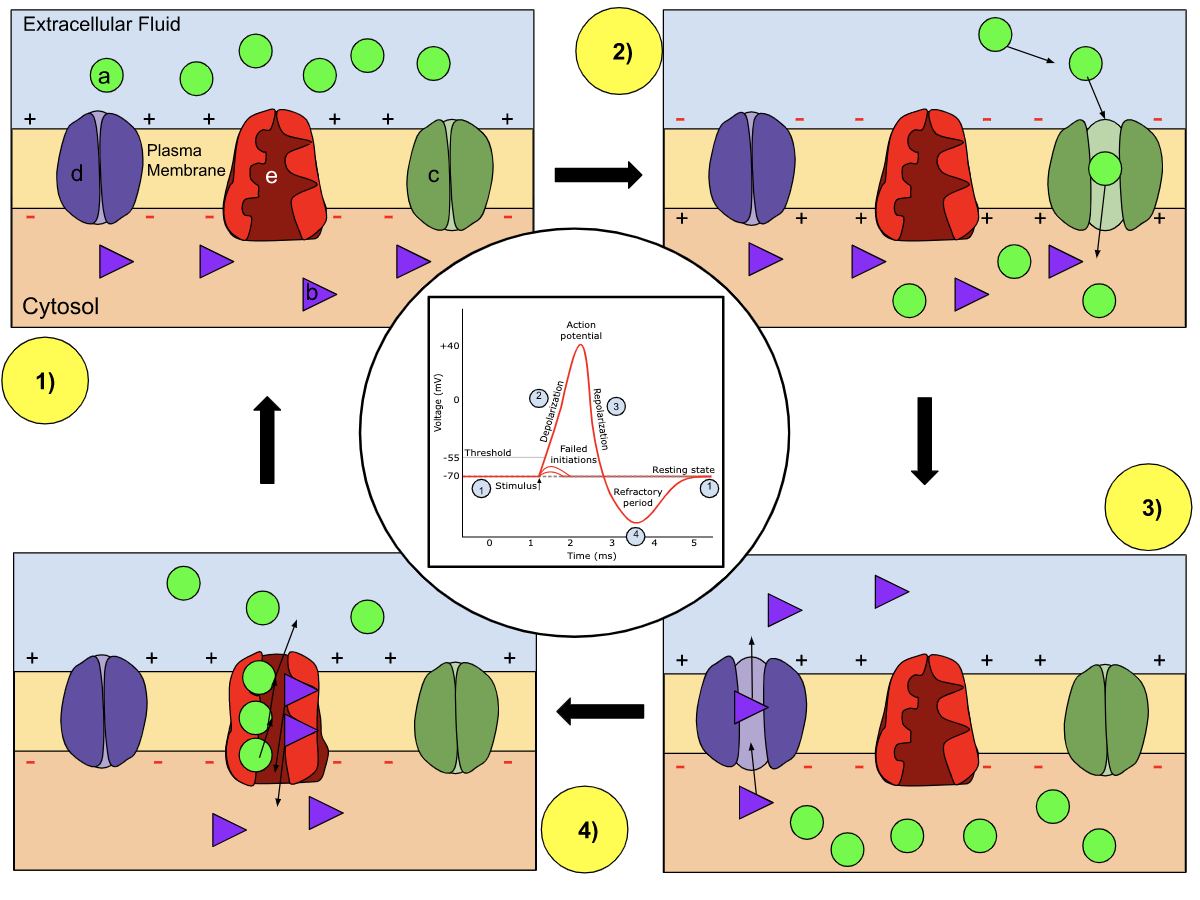 Extracellular Fluid
a
+ + + + + +
d
Plasma
Membrane
e
c
- - - - -
b
Cytosol
1)
2)
- - - - -
+ + + + + +
Action
potential
+40
0
-55
-70
Voltage (mV)
2
Depolarization
Repolarization
3
Threshold
Failed
initiations
Resting state
1
Stimulus
Refractory
period
1
4
0 1 2 3 4 5
Time (ms)
3)
+ + + + + +
- - - - - -
4)
+ + + + + +
- - - - - -